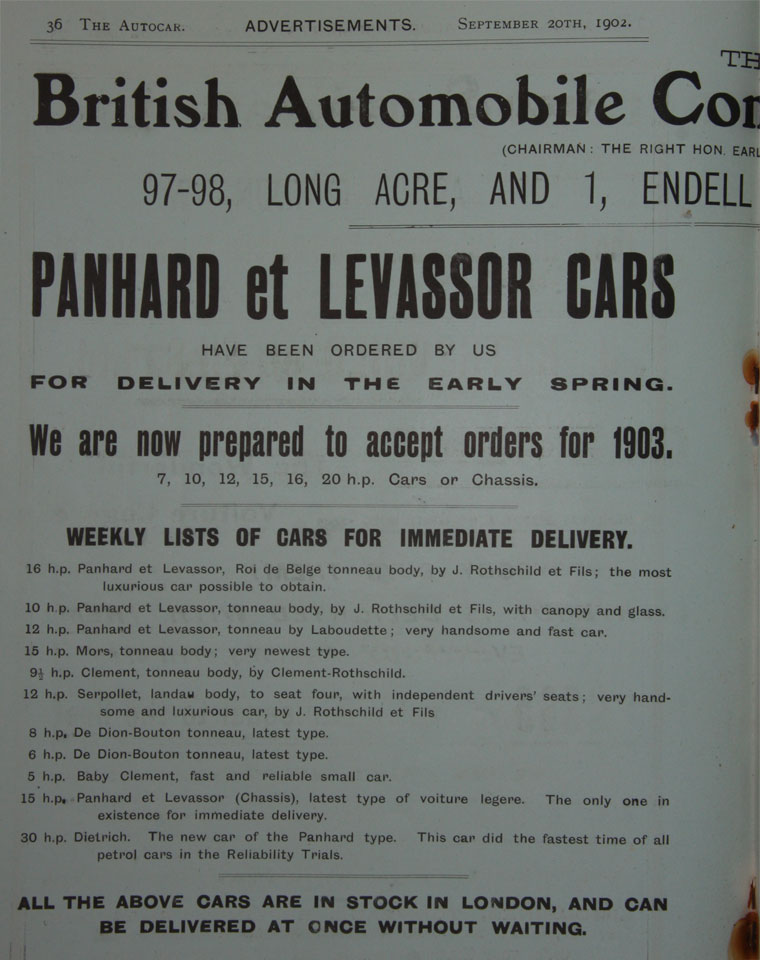 36 THE AUTOCAR. ADVERTISEMENTS. SEPTEMBER 20TH, 1902.
TH
British Automobile Com
(CHAIRMAN: THE RIGHT HON. EARL
97-98, LONG ACRE, AND 1, ENDELL
PANHARD et LEVASSOR CARS
HAVE BEEN ORDERED BY US
FOR DELIVERY IN THE EARLY SPRING.
We are now prepared to accept orders for 1903.
7, 10, 12, 15, 16, 20 h.p. Cars or Chassis.
WEEKLY LISTS OF CARS FOR IMMEDIATE DELIVERY.
16 h.p. Panhard et Levassor, Roi de Belge tonneau body, by J. Rothschild et Fils; the most
luxurious car possible to obtain.
10 h.p. Panhard et Levassor, tonneau body, by J. Rothschild et Fils, with canopy and glass.
12 h.p. Panhard et Levassor, tonneau by Laboudette; very handsome and fast car.
15 h.p. Mors, tonneau body; very newest type.
9½ h.p. Clement, tonneau body, by Clement-Rothschild.
12 h.p. Serpollet, landau body, to seat four, with independent drivers' seats; very hand-
some and luxurious car, by J. Rothschild et Fils
8 h.p. De Dion-Bouton tonneau, latest type.
6 h.p. De Dion-Bouton tonneau, latest type.
5 h.p. Baby Clement, fast and reliable small car.
15 h.p. Panhard et Levassor (Chassis), latest type of voiture legere. The only one in
existence for immediate delivery.
30 h.p. Dietrich. The new car of the Panhard type. This car did the fastest time of all
petrol cars in the Reliability Trials.
ALL THE ABOVE CARS ARE IN STOCK IN LONDON, AND CAN
BE DELIVERED AT ONCE WITHOUT WAITING.